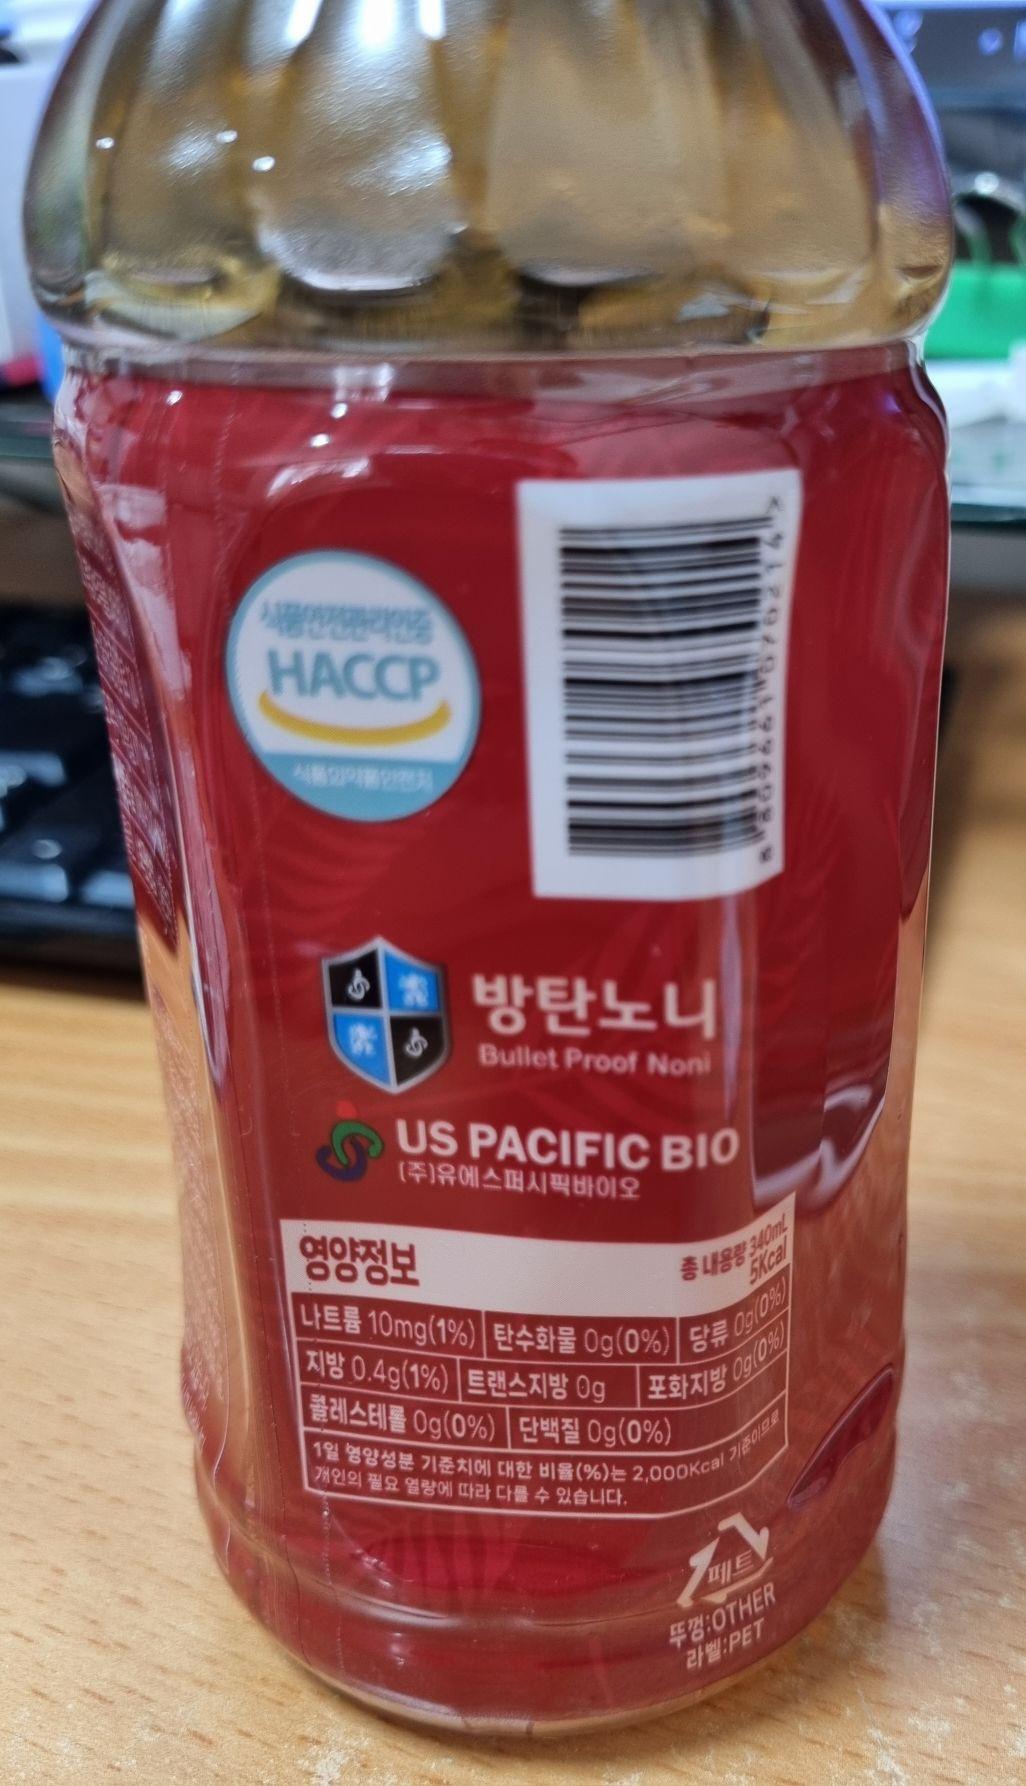 식품안전관리인증
HACCP
식품의약품안전처
방탄노니
Bullet Proof Noni
US PACIFIC BIO
(주)유에스퍼시픽바이오
영양정보
총 내용량 340mL
5Kcal
나트륨 10mg(1%) 탄수화물 0g(0%) 당류 0g(0%)
지방 0.4g(1%) 트랜스지방 0g 포화지방 0g(0%)
콜레스테롤 0g(0%) 단백질 0g(0%)
1일 영양성분 기준치에 대한 비율(%)는 2,000Kcal 기준이므로
개인의 필요 열량에 따라 다를 수 있습니다.
페트
뚜껑:OTHER
라벨:PET